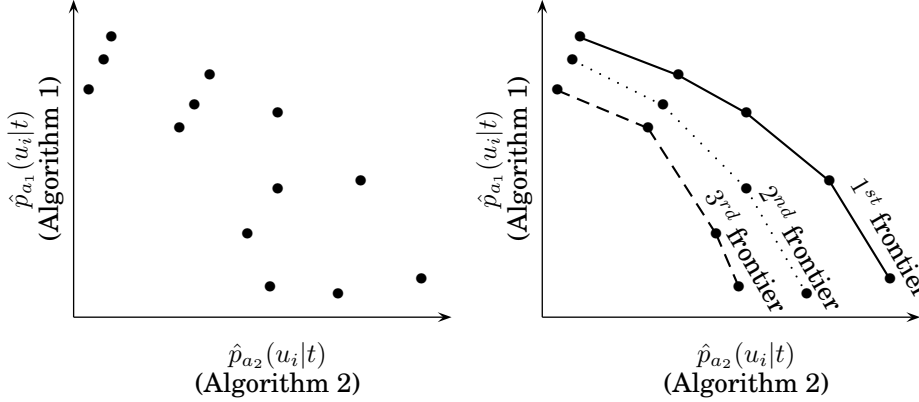 p̂a₁(uᵢ|t)
(Algorithm 1)
p̂a₂(uᵢ|t)
(Algorithm 2)
p̂a₁(uᵢ|t)
(Algorithm 1)
1st frontier
2nd frontier
3rd frontier
p̂a₂(uᵢ|t)
(Algorithm 2)